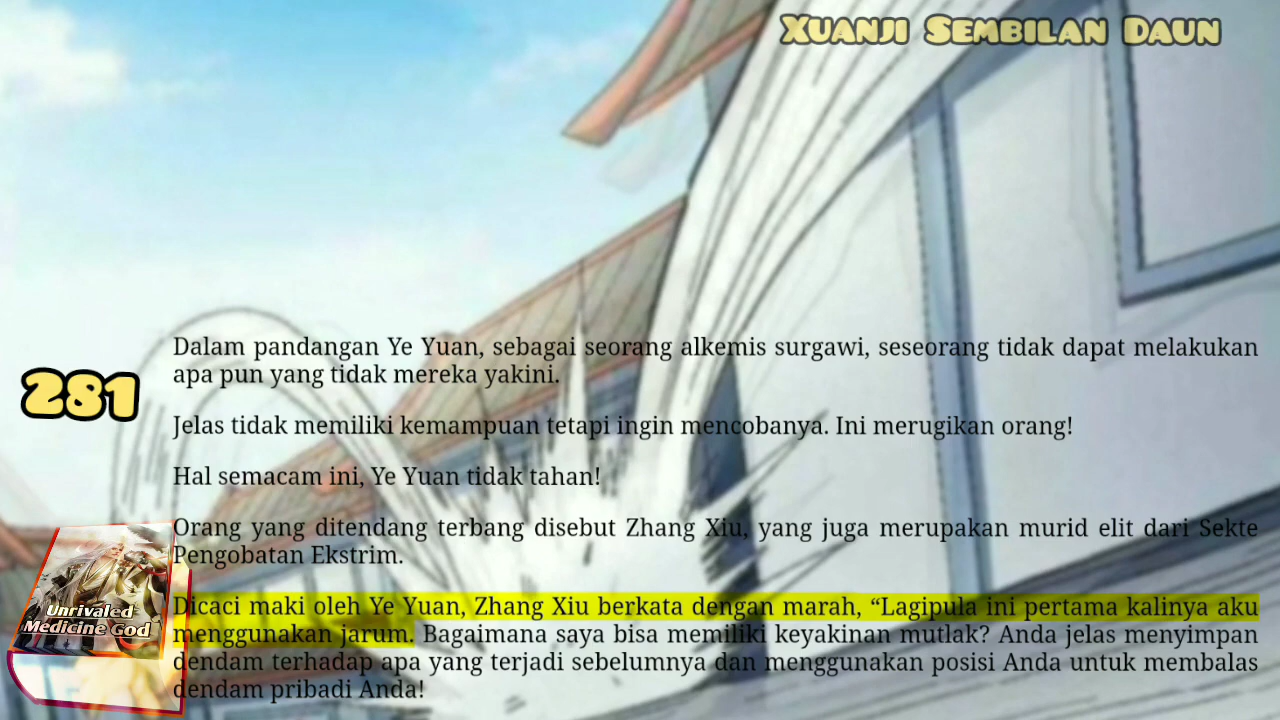 Xuanji Sembilan Daun
Dalam pandangan Ye Yuan, sebagai seorang alkemis surgawi, seseorang tidak dapat melakukan
apa pun yang tidak mereka yakini.
281
Jelas tidak memiliki kemampuan tetapi ingin mencobanya. Ini merugikan orang!
Hal semacam ini, Ye Yuan tidak tahan!
Orang yang ditendang terbang disebut Zhang Xiu, yang juga merupakan murid elit dari Sekte
Pengobatan Ekstrim.
Unrivaled
Medicine God
Dicaci maki oleh Ye Yuan, Zhang Xiu berkata dengan marah, “Lagipula ini pertama kalinya aku
menggunakan jarum. Bagaimana saya bisa memiliki keyakinan mutlak? Anda jelas menyimpan
dendam terhadap apa yang terjadi sebelumnya dan menggunakan posisi Anda untuk membalas
dendam pribadi Anda!